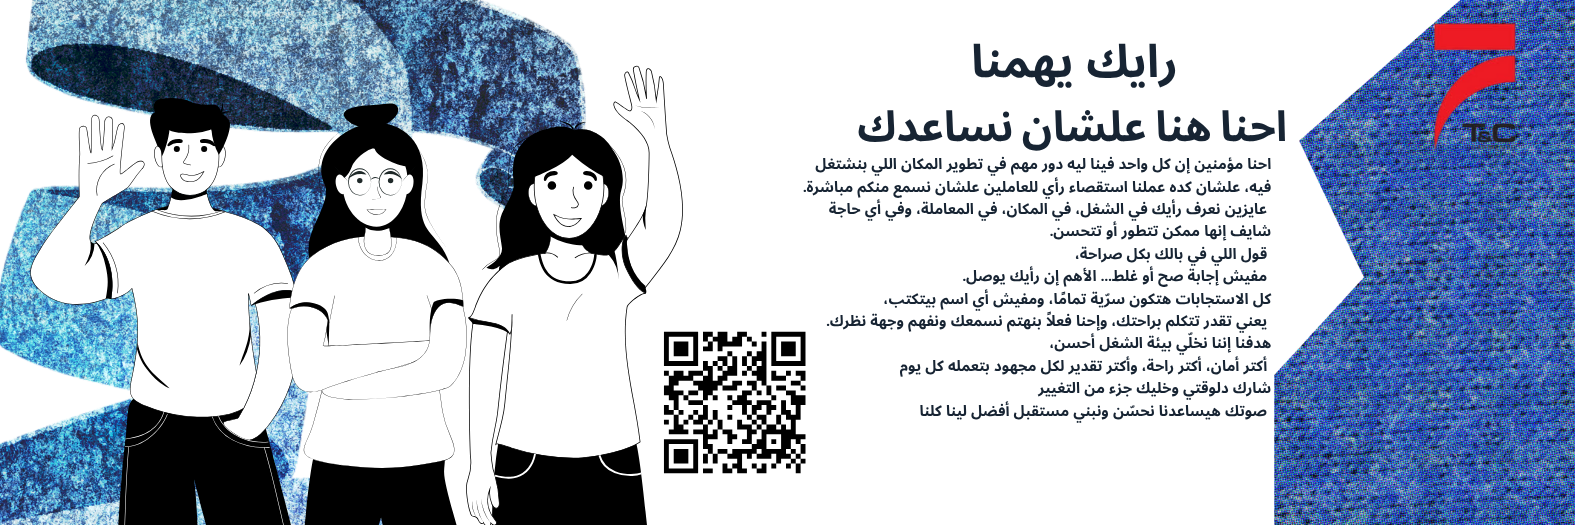 رايك يهمنا
احنا هنا علشان نساعدك
احنا مؤمنين إن كل واحد فينا ليه دور مهم في تطوير المكان اللي بنشتغل
فيه، علشان كده عملنا استقصاء رأي للعاملين علشان نسمع منكم مباشرة.
عايزين نعرف رأيك في الشغل، في المكان، في المعاملة، وفي أي حاجة
شايف إنها ممكن تتطور أو تتحسن.
قول اللي في بالك بكل صراحة،
مفيش إجابة صح أو غلط... الأهم إن رأيك يوصل.
كل الاستجابات هتكون سرّية تمامًا، ومفيش أي اسم بيتكتب،
يعني تقدر تتكلم براحتك، وإحنا فعلاً بنهتم نسمعك ونفهم وجهة نظرك.
هدفنا إننا نخلّي بيئة الشغل أحسن،
أكتر أمان، أكتر راحة، وأكتر تقدير لكل مجهود بتعمله كل يوم
شارك دلوقتي وخليك جزء من التغيير
صوتك هيساعدنا نحسّن ونبني مستقبل أفضل لينا كلنا
T&C